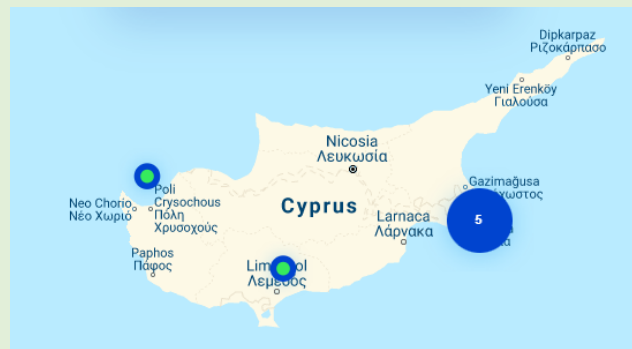 Dipkarpaz
Ριζοκάρπασο
Yeni Erenköy
Γιαλούσα
Nicosia
Λευκωσία
Gazimağusa
Poli
Crysochous
Πόλη
Χρυσοχούς
Neo Chorio
Νέο Χωριό
Cyprus
Larnaca
Λάρνακα
5
Paphos
Πάφος